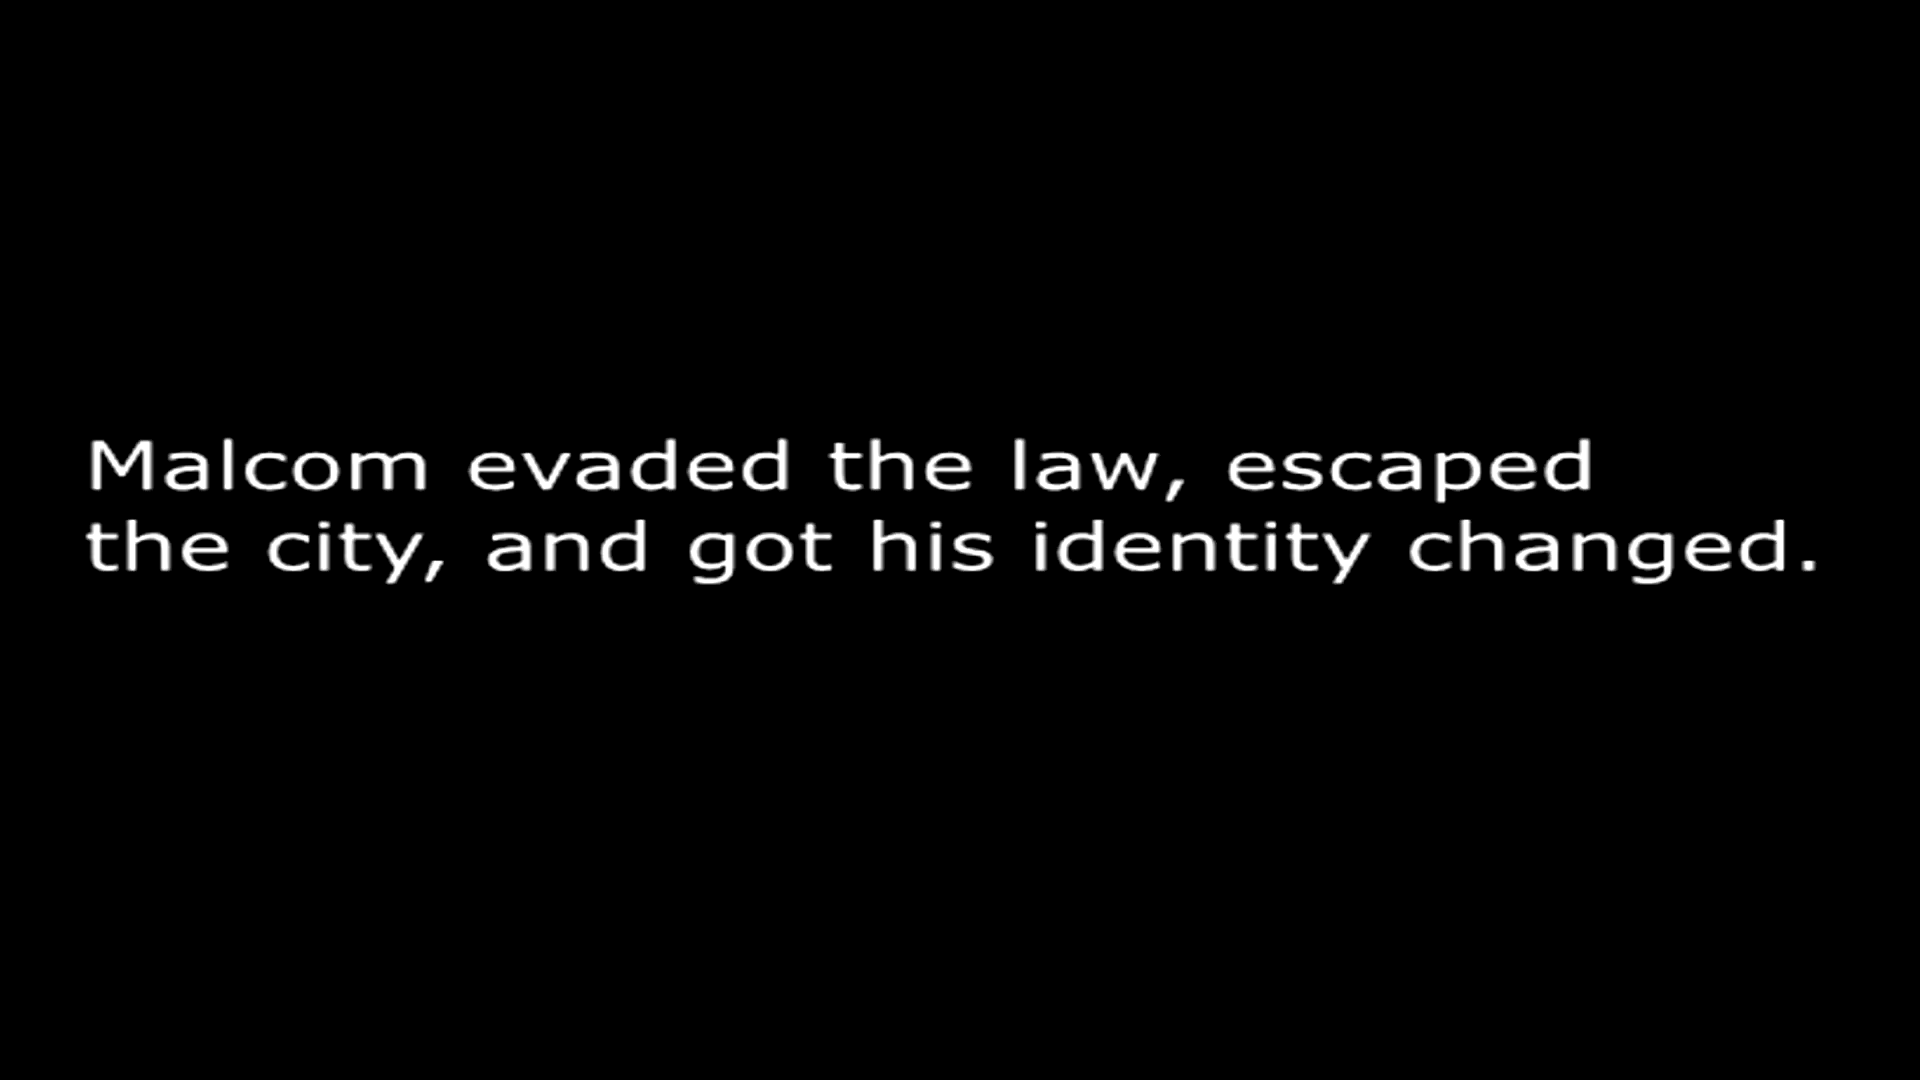 Malcom evaded the law, escaped
the city, and got his identity changed.